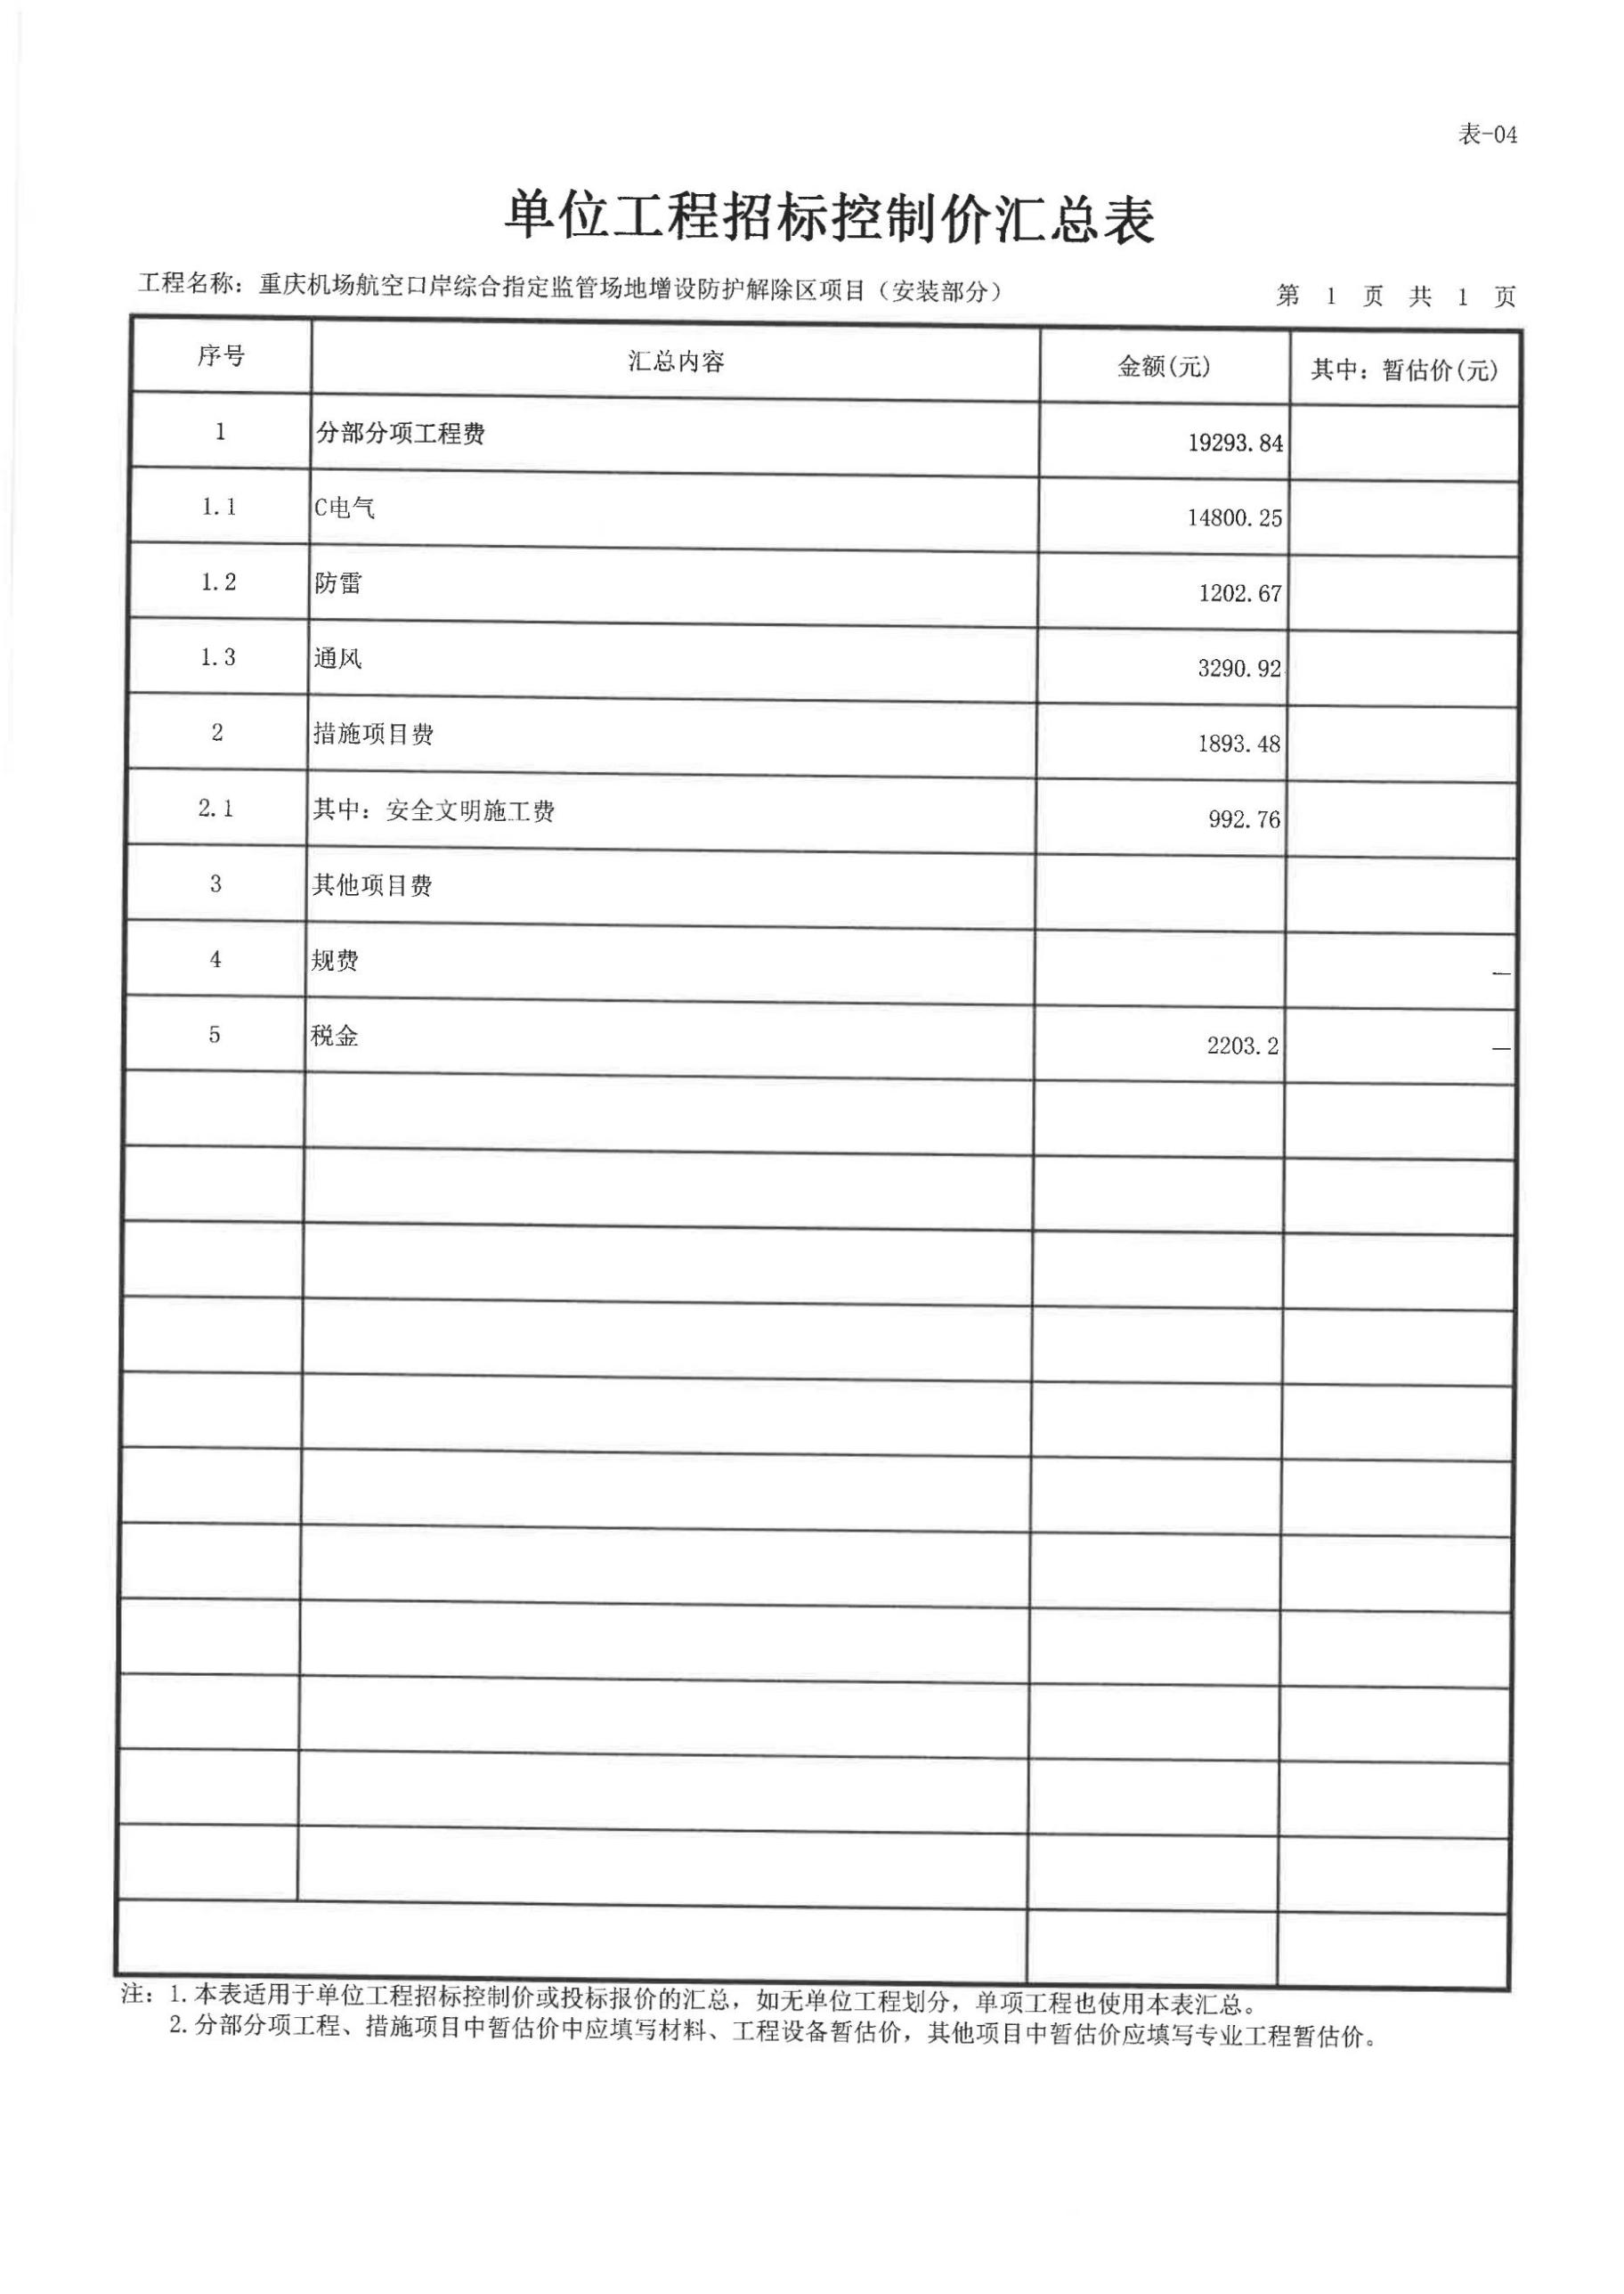 表-04
单位工程招标控制价汇总表
工程名称：重庆机场航空口岸综合指定监管场地增设防护解除区项目（安装部分）
第 1 页 共 1 页
序号 汇总内容 金额(元) 其中：暂估价(元)
1 分部分项工程费 19293.84
1.1 C电气 14800.25
1.2 防雷 1202.67
1.3 通风 3290.92
2 措施项目费 1893.48
2.1 其中：安全文明施工费 992.76
3 其他项目费
4 规费 —
5 税金 2203.2 —
注：1.本表适用于单位工程招标控制价或投标报价的汇总，如无单位工程划分，单项工程也使用本表汇总。
2.分部分项工程、措施项目中暂估价中应填写材料、工程设备暂估价，其他项目中暂估价应填写专业工程暂估价。